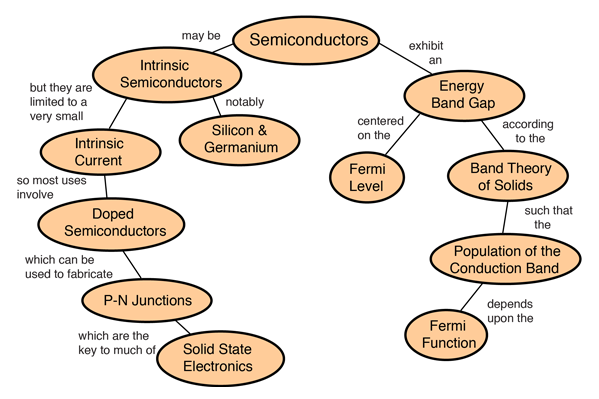 Semiconductors
may be
exhibit
an
Intrinsic
Semiconductors
Energy
Band Gap
but they are
limited to a
very small
notably
centered
on the
according
to the
Silicon &
Germanium
Intrinsic
Current
Fermi
Level
Band Theory
of Solids
so most uses
involve
such that
the
Doped
Semiconductors
Population of the
Conduction Band
which can be
used to fabricate
P-N Junctions
depends
upon the
which are the
key to much of
Fermi
Function
Solid State
Electronics